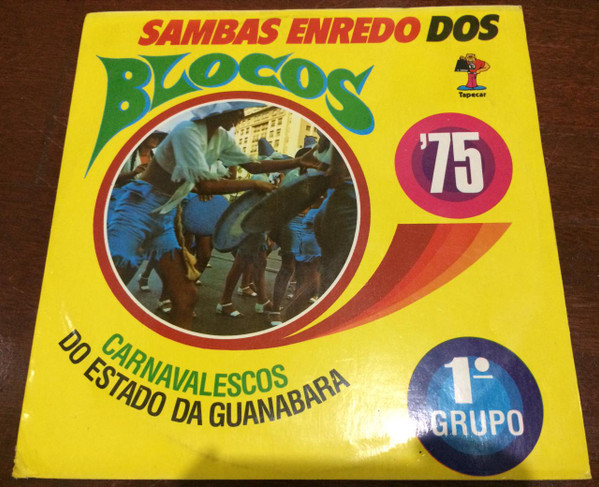 SAMBAS ENREDO DOS
BLOCOS
Tapecar
'75
CARNAVALESCOS
DO ESTADO DA GUANABARA
1º
GRUPO